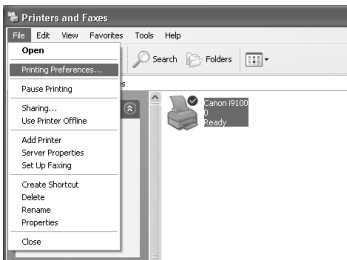 Printers and Faxes
File Edit View Favorites Tools Help
Open
Search Folders
Printing Preferences...
Pause Printing
s
Sharing...
Use Printer Offline
Canon i9100
0
Ready
Add Printer
Server Properties
Set Up Faxing
Create Shortcut
Delete
Rename
Properties
Close